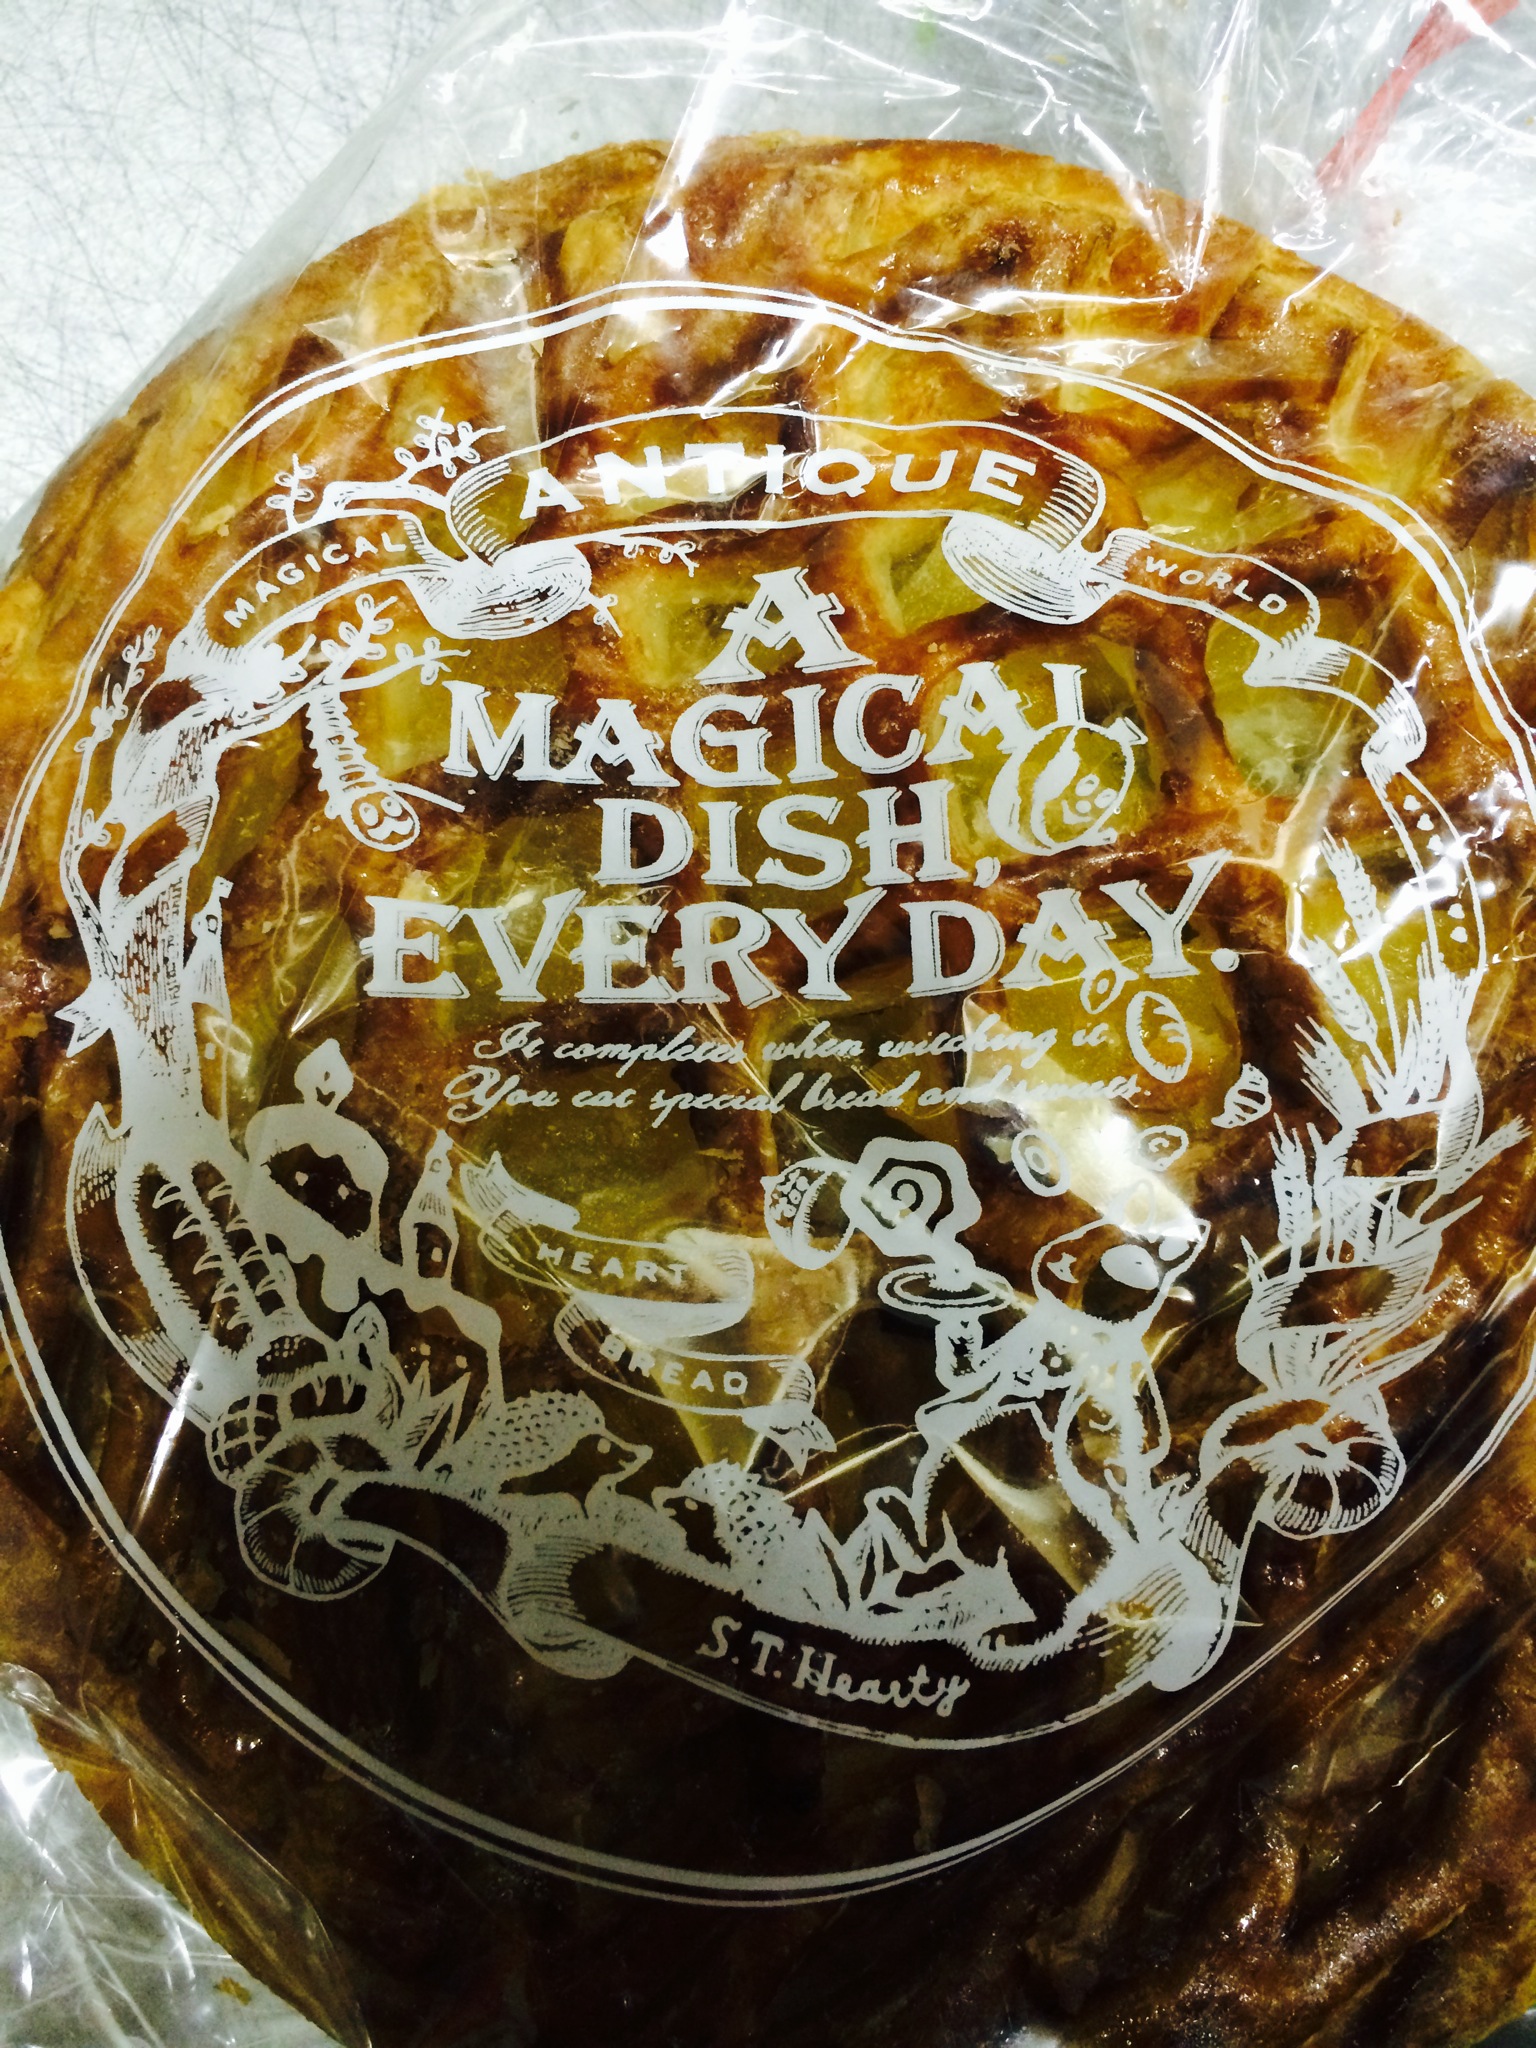 ANTIQUE
MAGICAL
WORLD
A
MAGICAL
DISH,
EVERY DAY.
It completes when witching it.
You eat special bread and sweets.
HEART
BREAD
S.T. Hearty